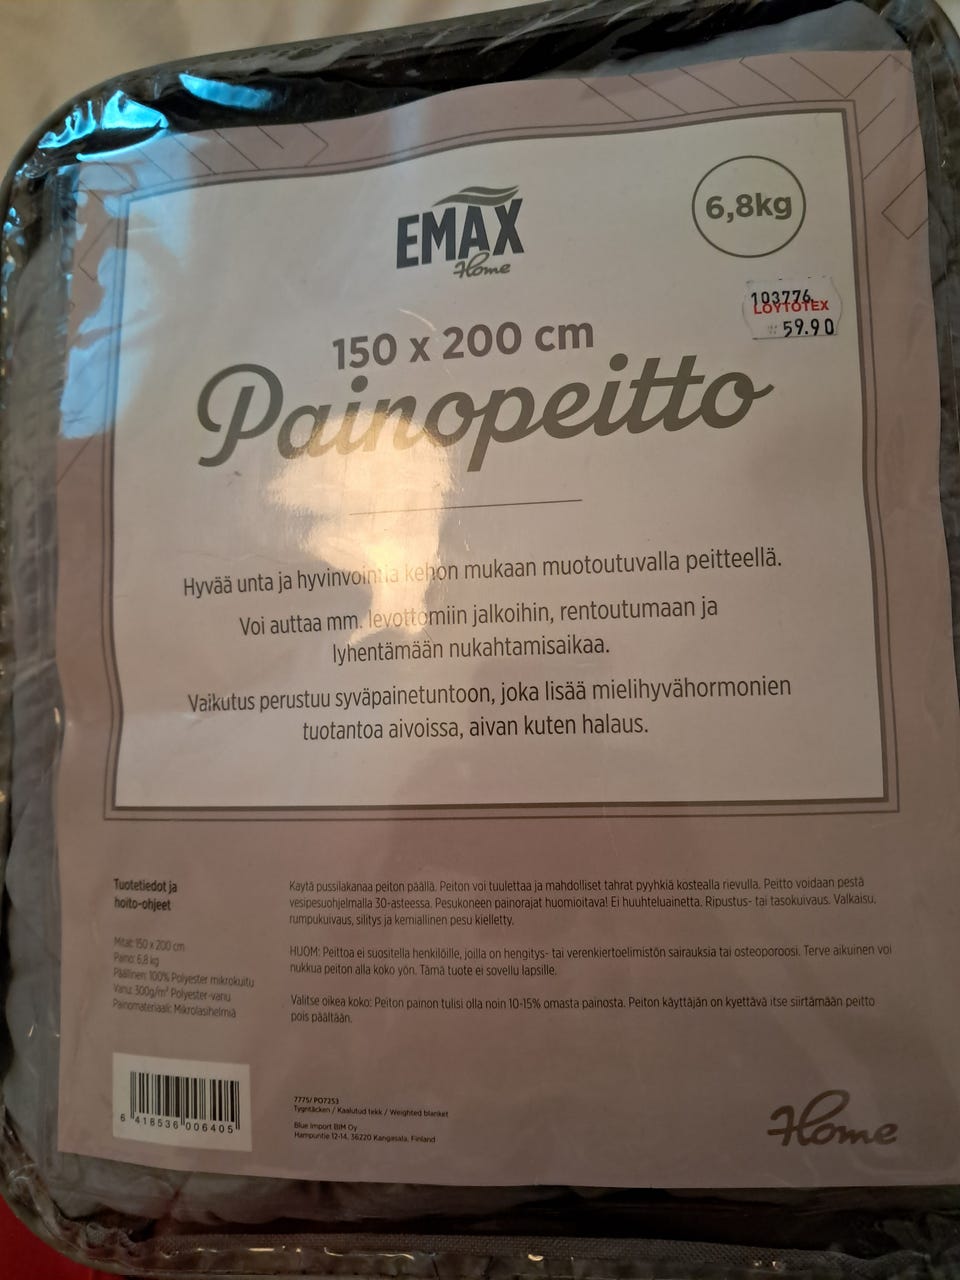 EMAX
Home
6,8kg
103776
LÖYTÖTEX
59.90
150 x 200 cm
Painopeitto
Hyvää unta ja hyvinvointia kehon mukaan muotoutuvalla peitteellä.
Voi auttaa mm. levottomiin jalkoihin, rentoutumaan ja
lyhentämään nukahtamisaikaa.
Vaikutus perustuu syväpainetuntoon, joka lisää mielihyvähormonien
tuotantoa aivoissa, aivan kuten halaus.
Tuotetiedot ja
hoito-ohjeet
Mitat: 150 x 200 cm
Paino: 6,8 kg
Päällinen: 100% Polyester mikrokuitu
Vanu: 300g/m² Polyester-vanu
Painomateriaali: Mikrolasihelmiä
Käytä pussilakanaa peiton päällä. Peiton voi tuulettaa ja mahdolliset tahrat pyyhkiä kostealla rievulla. Peitto voidaan pestä
vesipesuohjelmalla 30-asteessa. Pesukoneen painorajat huomioitava! Ei huuhteluainetta. Ripustus- tai tasokuivaus. Valkaisu,
rumpukuivaus, silitys ja kemiallinen pesu kielletty.
HUOM: Peittoa ei suositella henkilöille, joilla on hengitys- tai verenkiertoelimistön sairauksia tai osteoporoosi. Terve aikuinen voi
nukkua peiton alla koko yön. Tämä tuote ei sovellu lapsille.
Valitse oikea koko: Peiton painon tulisi olla noin 10-15% omasta painosta. Peiton käyttäjän on kyettävä itse siirtämään peitto
pois päältään.
6 418536 006405
7775/ PO7253
Tyngdtäcken / Kaalutud tekk / Weighted blanket
Blue Import BIM Oy
Hampuntie 12-14, 36220 Kangasala, Finland
Home